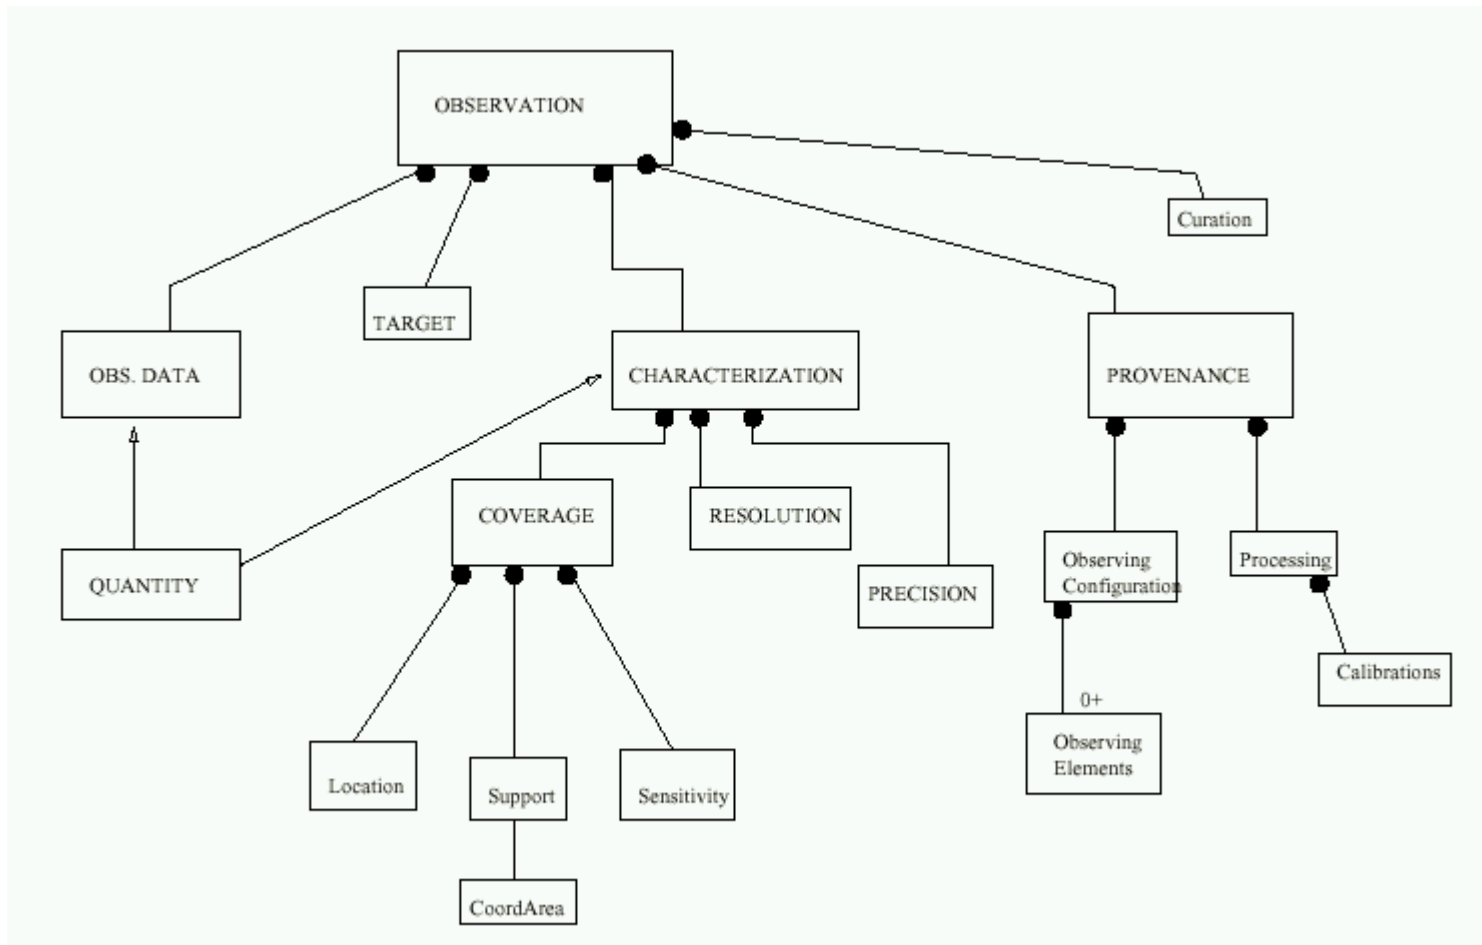 OBSERVATION
Curation
TARGET
OBS. DATA
CHARACTERIZATION
PROVENANCE
COVERAGE
RESOLUTION
Observing
Configuration
Processing
QUANTITY
PRECISION
Calibrations
0+
Observing
Elements
Location
Support
Sensitivity
CoordArea